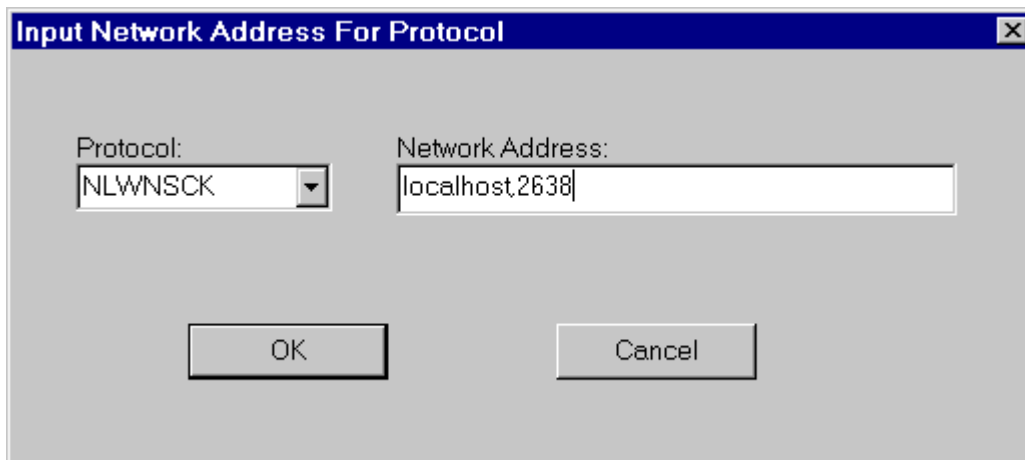 Input Network Address For Protocol
Protocol: Network Address:
NLWNSCK localhost,2638
OK Cancel